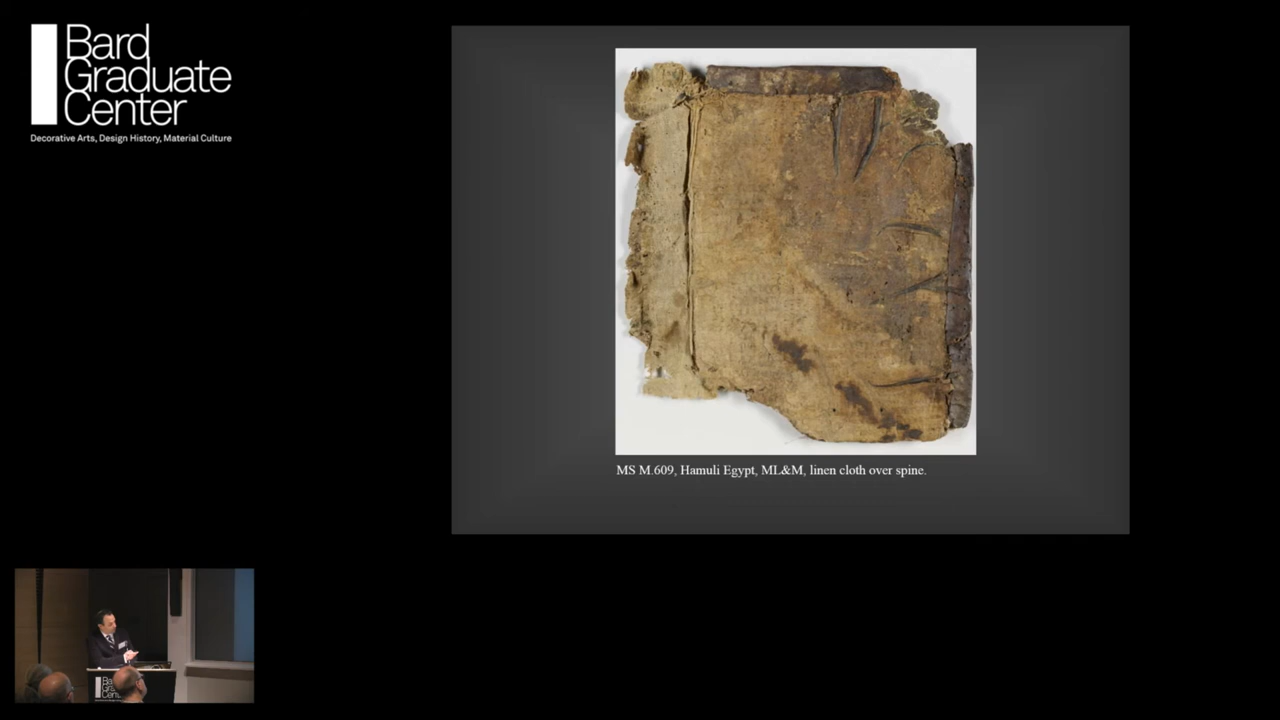 Bard
Graduate
Center
Decorative Arts, Design History, Material Culture
MS M.609, Hamuli Egypt, ML&M, linen cloth over spine.